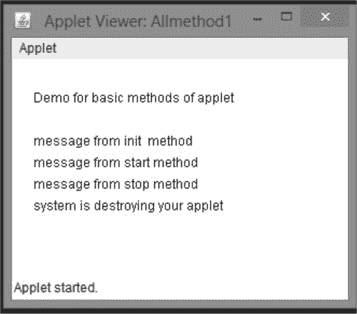 Applet Viewer: Allmethod1
Applet
Demo for basic methods of applet
message from init  method
message from start method
message from stop method
system is destroying your applet
Applet started.